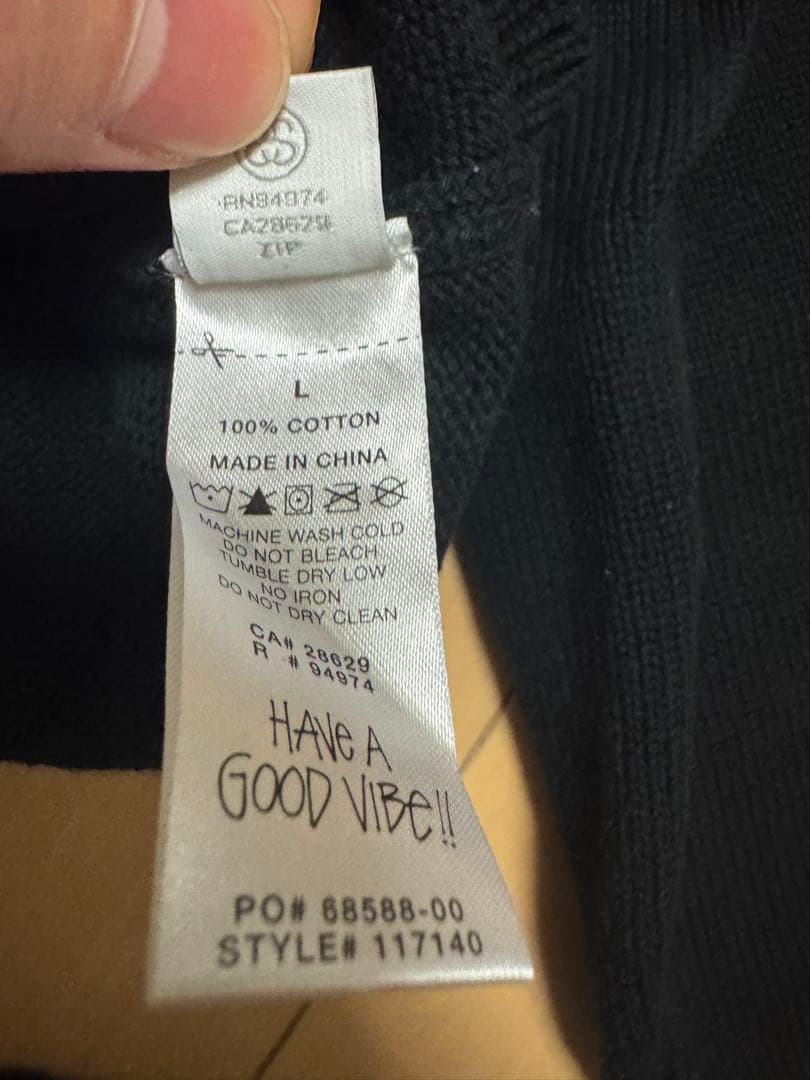 RN94974
CA28629
ZIP
L
100% COTTON
MADE IN CHINA
MACHINE WASH COLD
DO NOT BLEACH
TUMBLE DRY LOW
NO IRON
DO NOT DRY CLEAN
CA# 28629
R # 94974
HAVE A
GOOD VIBE!!
PO# 68588-00
STYLE# 117140